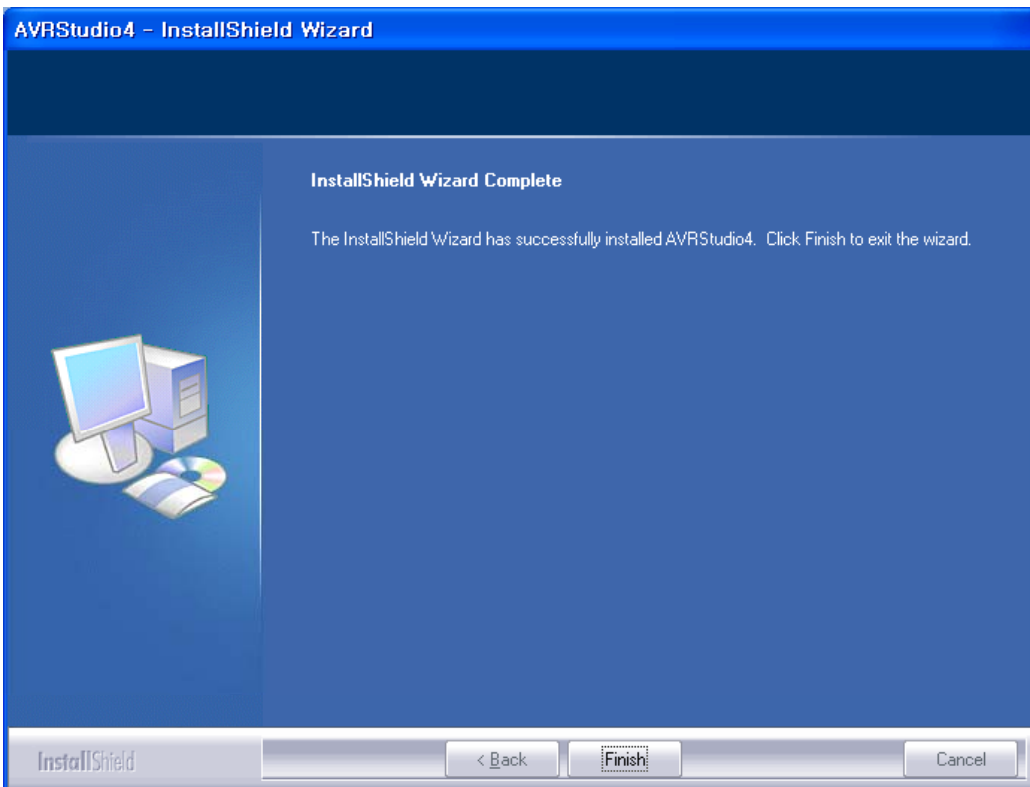 AVRStudio4 - InstallShield Wizard
InstallShield Wizard Complete
The InstallShield Wizard has successfully installed AVRStudio4. Click Finish to exit the wizard.
InstallShield
< Back
Finish
Cancel